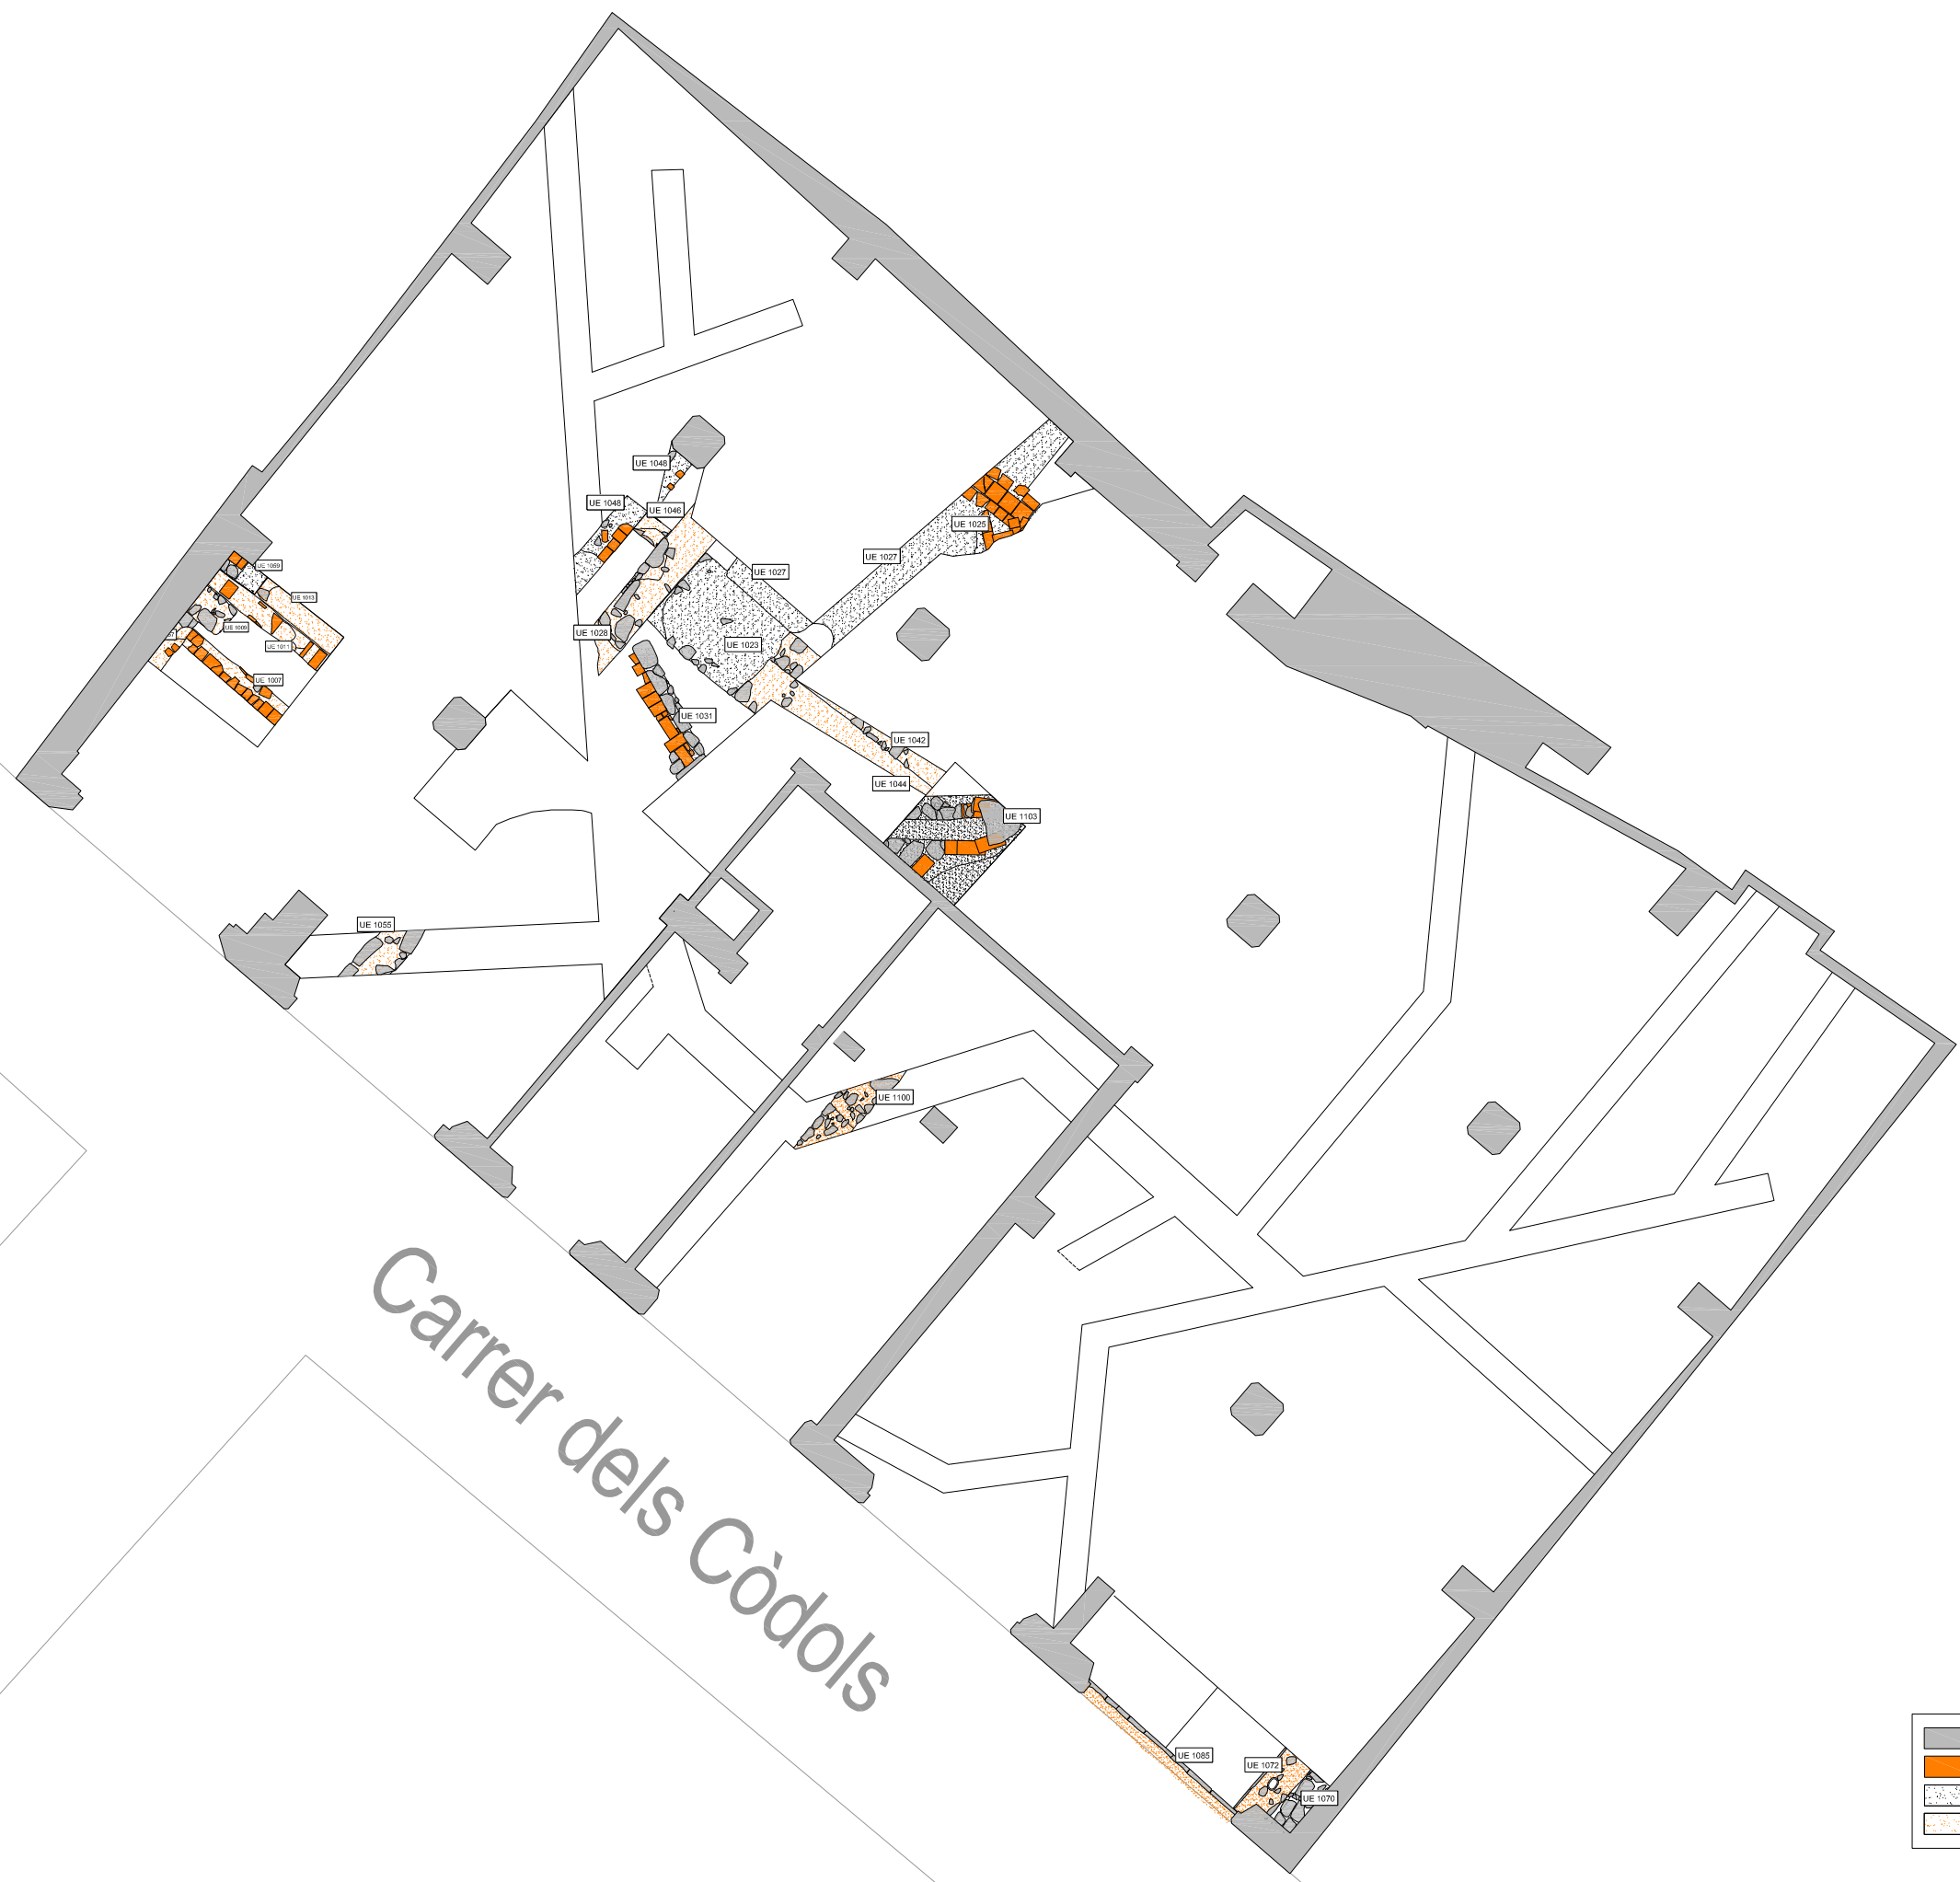 UE 1048
UE 1048
UE 1046
UE 1025
UE 1027
UE 1059
UE 1027
UE 1013
UE 1009
UE 1028
UE 1011
UE 1023
UE 1007
UE 1031
UE 1042
UE 1044
UE 1103
UE 1055
UE 1100
Carrer dels Còdols
UE 1085
UE 1072
UE 1070